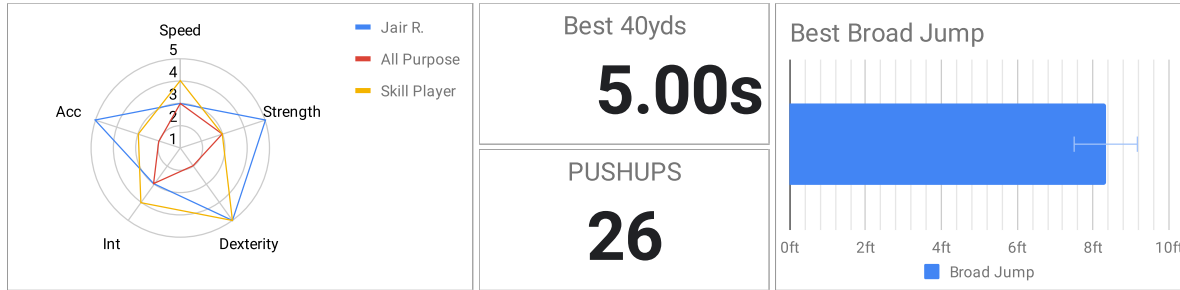 Speed
5
4
3
2
1
Acc
Strength
Int
Dexterity
Jair R.
All Purpose
Skill Player
Best 40yds
5.00s
PUSHUPS
26
Best Broad Jump
0ft 2ft 4ft 6ft 8ft 10ft
Broad Jump